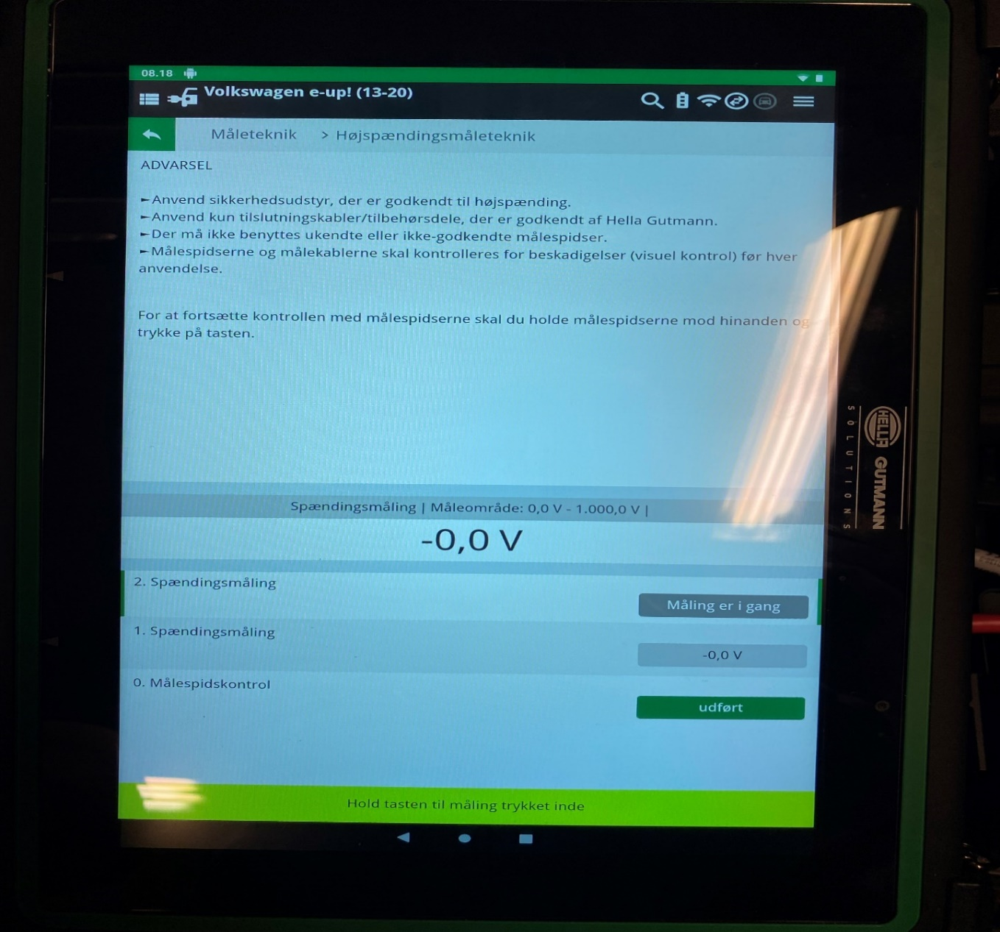 08.18
Volkswagen e-up! (13-20)
Måleteknik > Højspændingsmåleteknik
ADVARSEL
►Anvend sikkerhedsudstyr, der er godkendt til højspænding.
►Anvend kun tilslutningskabler/tilbehørsdele, der er godkendt af Hella Gutmann.
►Der må ikke benyttes ukendte eller ikke-godkendte målespidser.
►Målespidserne og målekablerne skal kontrolleres for beskadigelser (visuel kontrol) før hver
anvendelse.
For at fortsætte kontrollen med målespidserne skal du holde målespidserne mod hinanden og
trykke på tasten.
Spændingsmåling | Måleområde: 0,0 V - 1.000,0 V |
-0,0 V
2. Spændingsmåling
Måling er i gang
1. Spændingsmåling
-0,0 V
0. Målespidskontrol
udført
Hold tasten til måling trykket inde
HELLA GUTMANN
SOLUTIONS